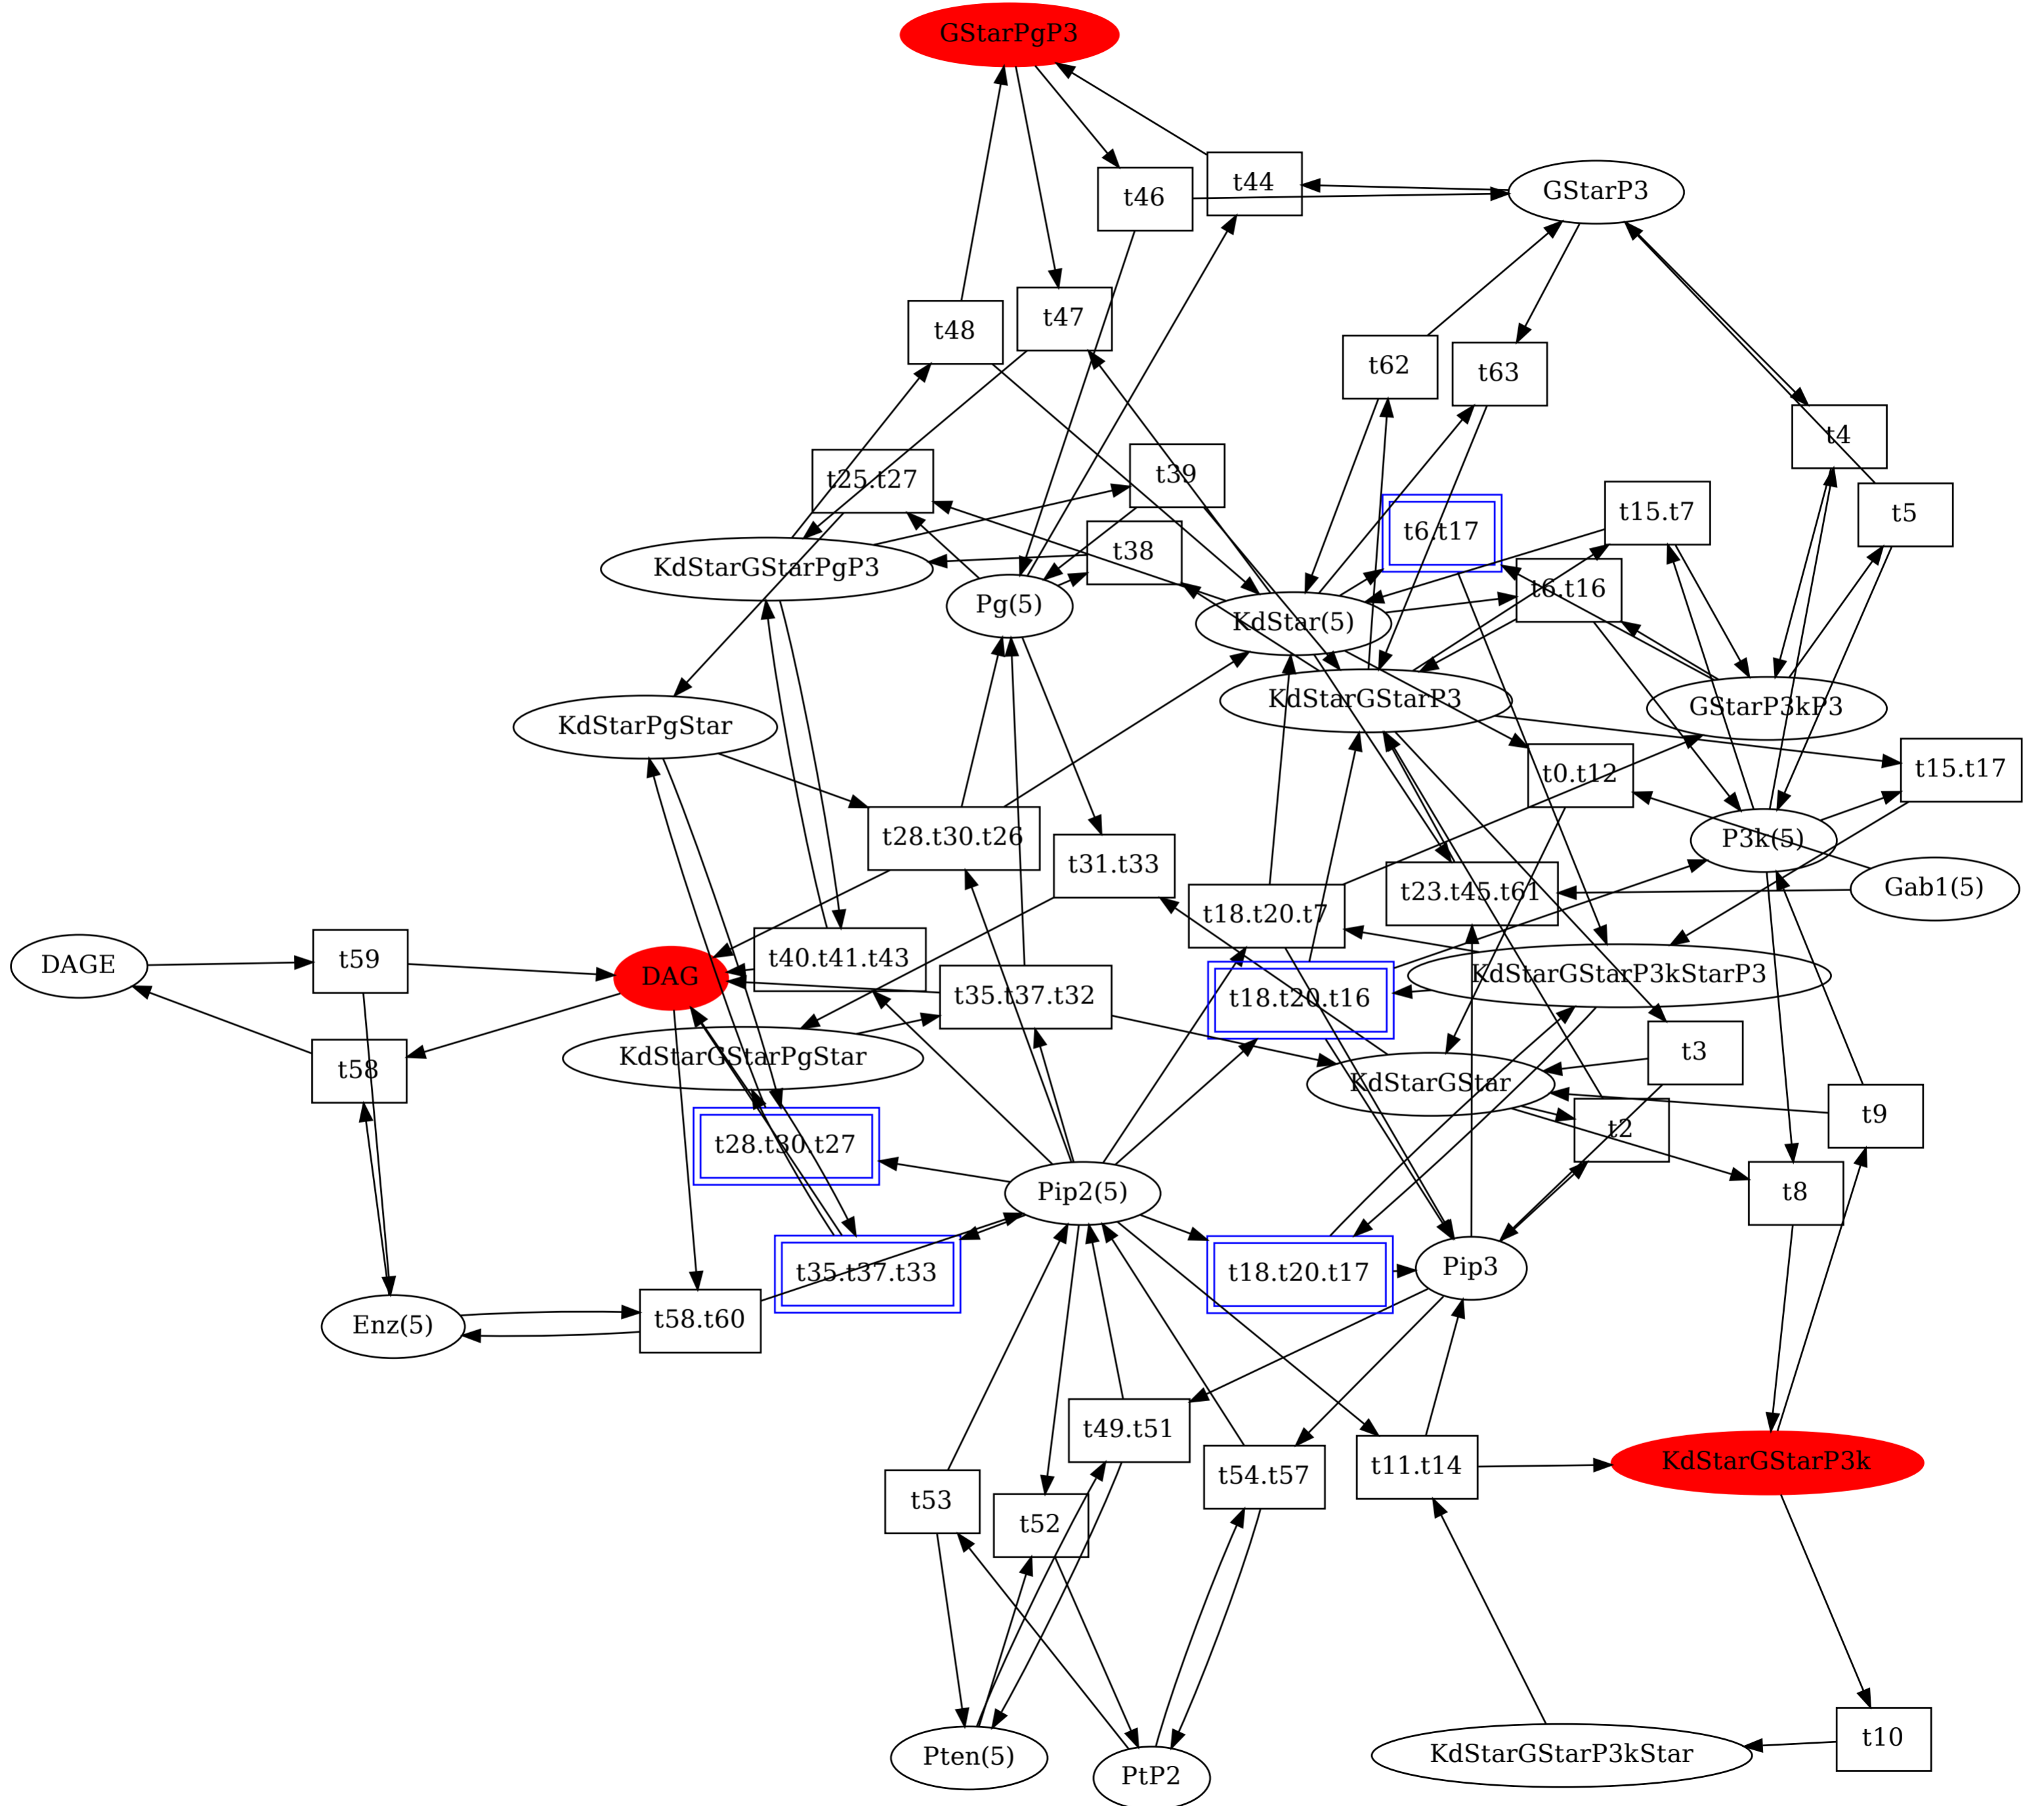 GStarPgP3
t46
t44
GStarP3
t48
t47
t62
t63
t4
t25.t27
t39
t6.t17
t15.t7
t5
KdStarGStarPgP3
t38
t6.t16
Pg(5)
KdStar(5)
KdStarPgStar
KdStarGStarP3
GStarP3kP3
t0.t12
t15.t17
t28.t30.t26
t31.t33
P3k(5)
t18.t20.t7
t23.t45.t61
Gab1(5)
DAGE
t59
DAG
t40.t41.t43
t35.t37.t32
t18.t20.t16
KdStarGStarP3kStarP3
t58
KdStarGStarPgStar
KdStarGStar
t3
t28.t30.t27
t2
t9
Pip2(5)
t8
t35.t37.t33
t18.t20.t17
Pip3
Enz(5)
t58.t60
t49.t51
t53
t52
t54.t57
t11.t14
KdStarGStarP3k
Pten(5)
PtP2
KdStarGStarP3kStar
t10